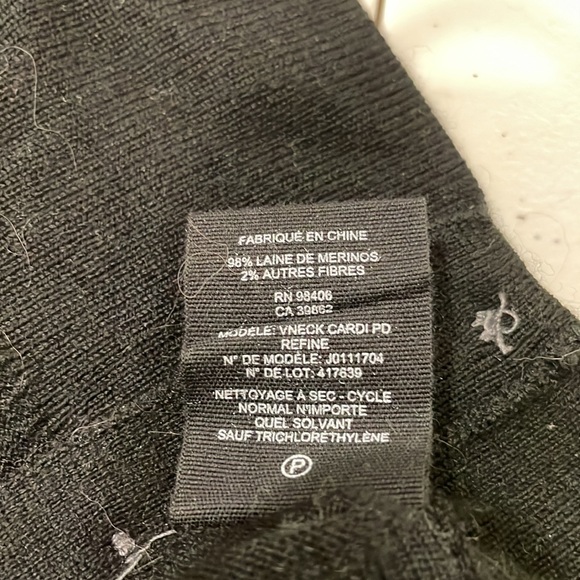 FABRIQUÉ EN CHINE
98% LAINE DE MERINOS
2% AUTRES FIBRES
RN 98406
CA 39862
MODÈLE: VNECK CARDI PD
REFINE
N° DE MODÈLE: J0111704
N° DE LOT: 417639
NETTOYAGE À SEC - CYCLE
NORMAL N'IMPORTE
QUEL SOLVANT
SAUF TRICHLORÉTHYLÈNE
P